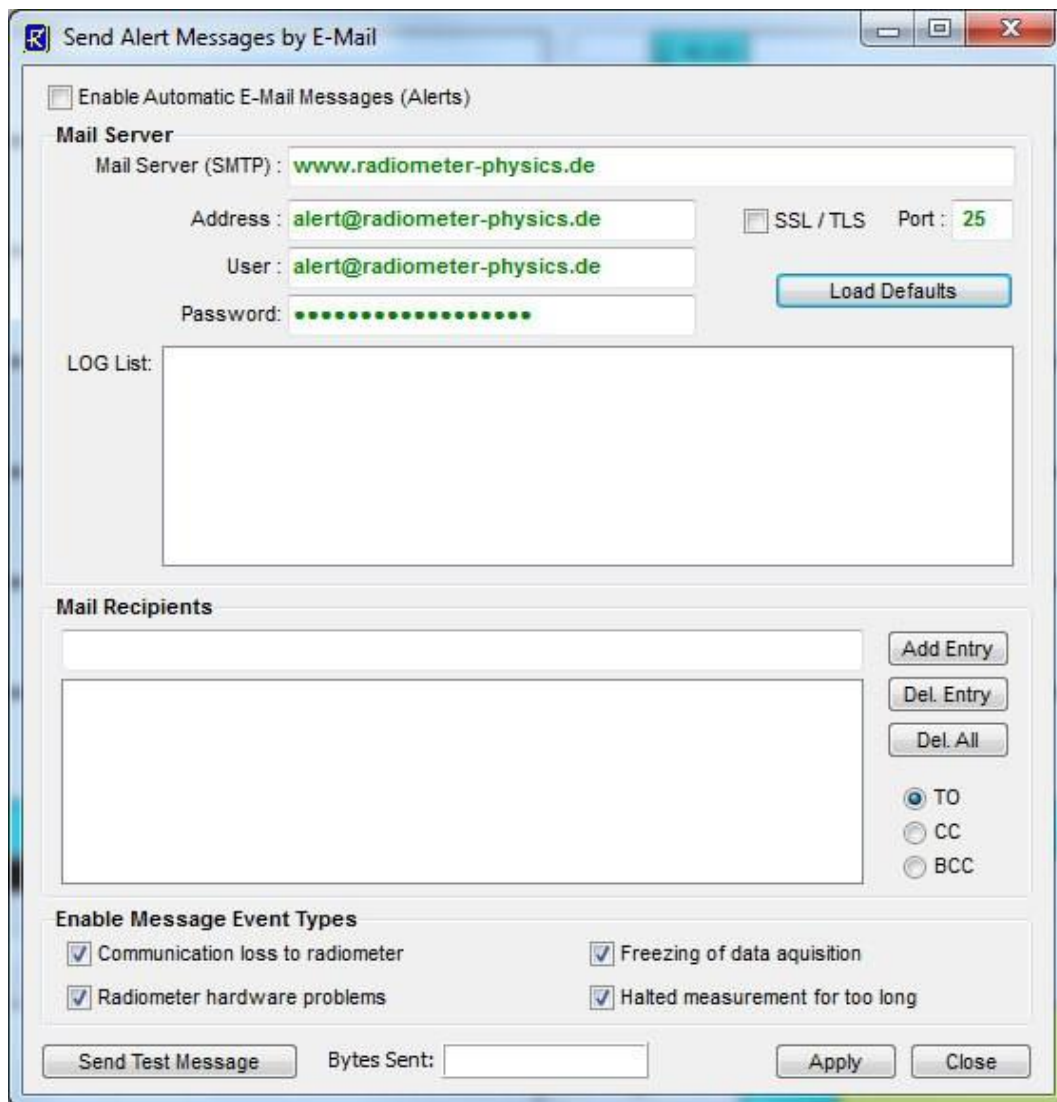 Send Alert Messages by E-Mail
Enable Automatic E-Mail Messages (Alerts)
Mail Server
Mail Server (SMTP) : www.radiometer-physics.de
Address : alert@radiometer-physics.de SSL / TLS Port : 25
User : alert@radiometer-physics.de
Load Defaults
Password: ••••••••••••••••••
LOG List:
Mail Recipients
Add Entry
Del. Entry
Del. All
TO
CC
BCC
Enable Message Event Types
Communication loss to radiometer Freezing of data aquisition
Radiometer hardware problems Halted measurement for too long
Send Test Message Bytes Sent: Apply Close